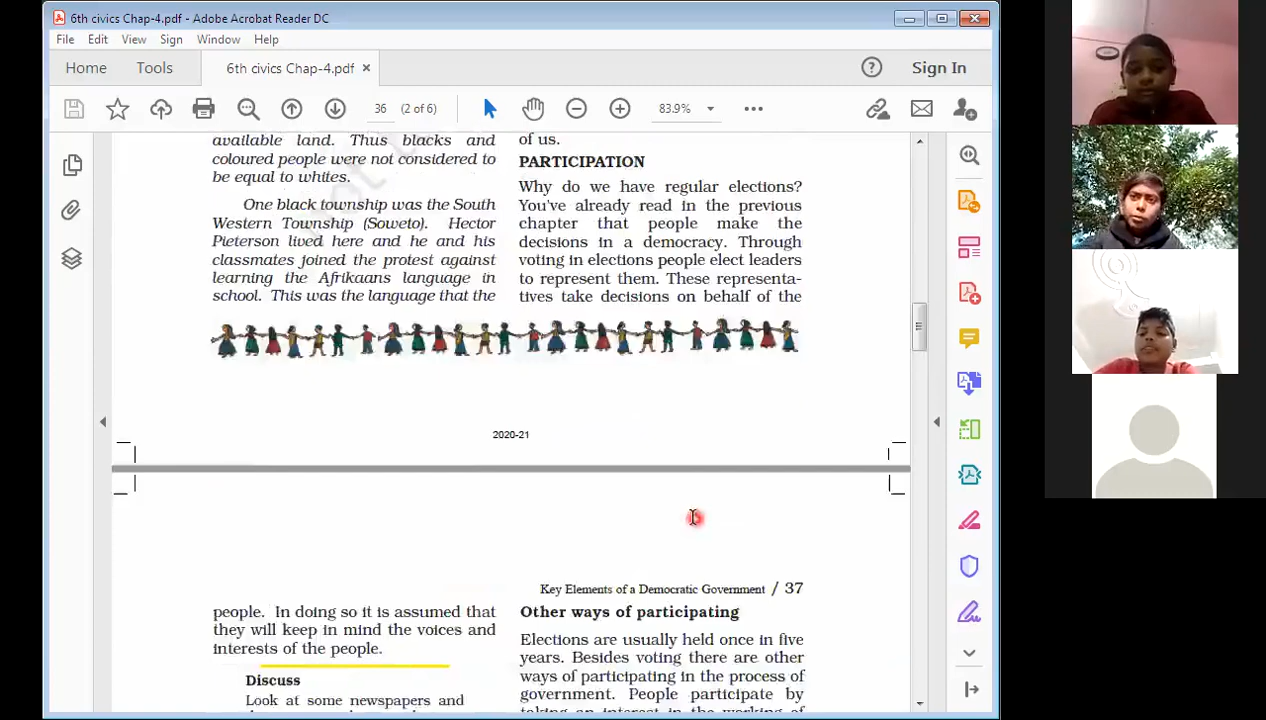 6th civics Chap-4.pdf - Adobe Acrobat Reader DC
File Edit View Sign Window Help
Home Tools 6th civics Chap-4.pdf × Sign In
36 (2 of 6) 83.9%
available land. Thus blacks and
coloured people were not considered to
be equal to whites.
One black township was the South
Western Township (Soweto). Hector
Pieterson lived here and he and his
classmates joined the protest against
learning the Afrikaans language in
school. This was the language that the
of us.
PARTICIPATION
Why do we have regular elections?
You've already read in the previous
chapter that people make the
decisions in a democracy. Through
voting in elections people elect leaders
to represent them. These representa-
tives take decisions on behalf of the
not t
2020-21
Key Elements of a Democratic Government / 37
people. In doing so it is assumed that
they will keep in mind the voices and
interests of the people.
Discuss
Look at some newspapers and
Other ways of participating
Elections are usually held once in five
years. Besides voting there are other
ways of participating in the process of
government. People participate by
taking an interest in the working of